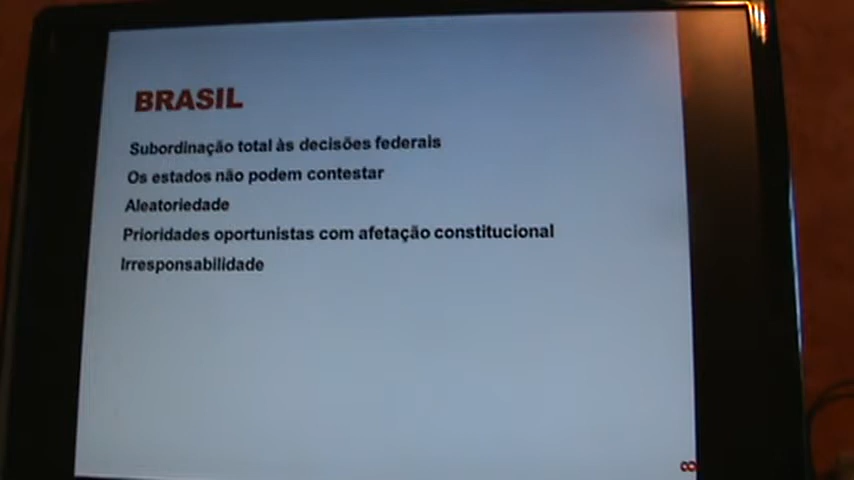 BRASIL
Subordinação total às decisões federais
Os estados não podem contestar
Aleatoriedade
Prioridades oportunistas com afetação constitucional
Irresponsabilidade